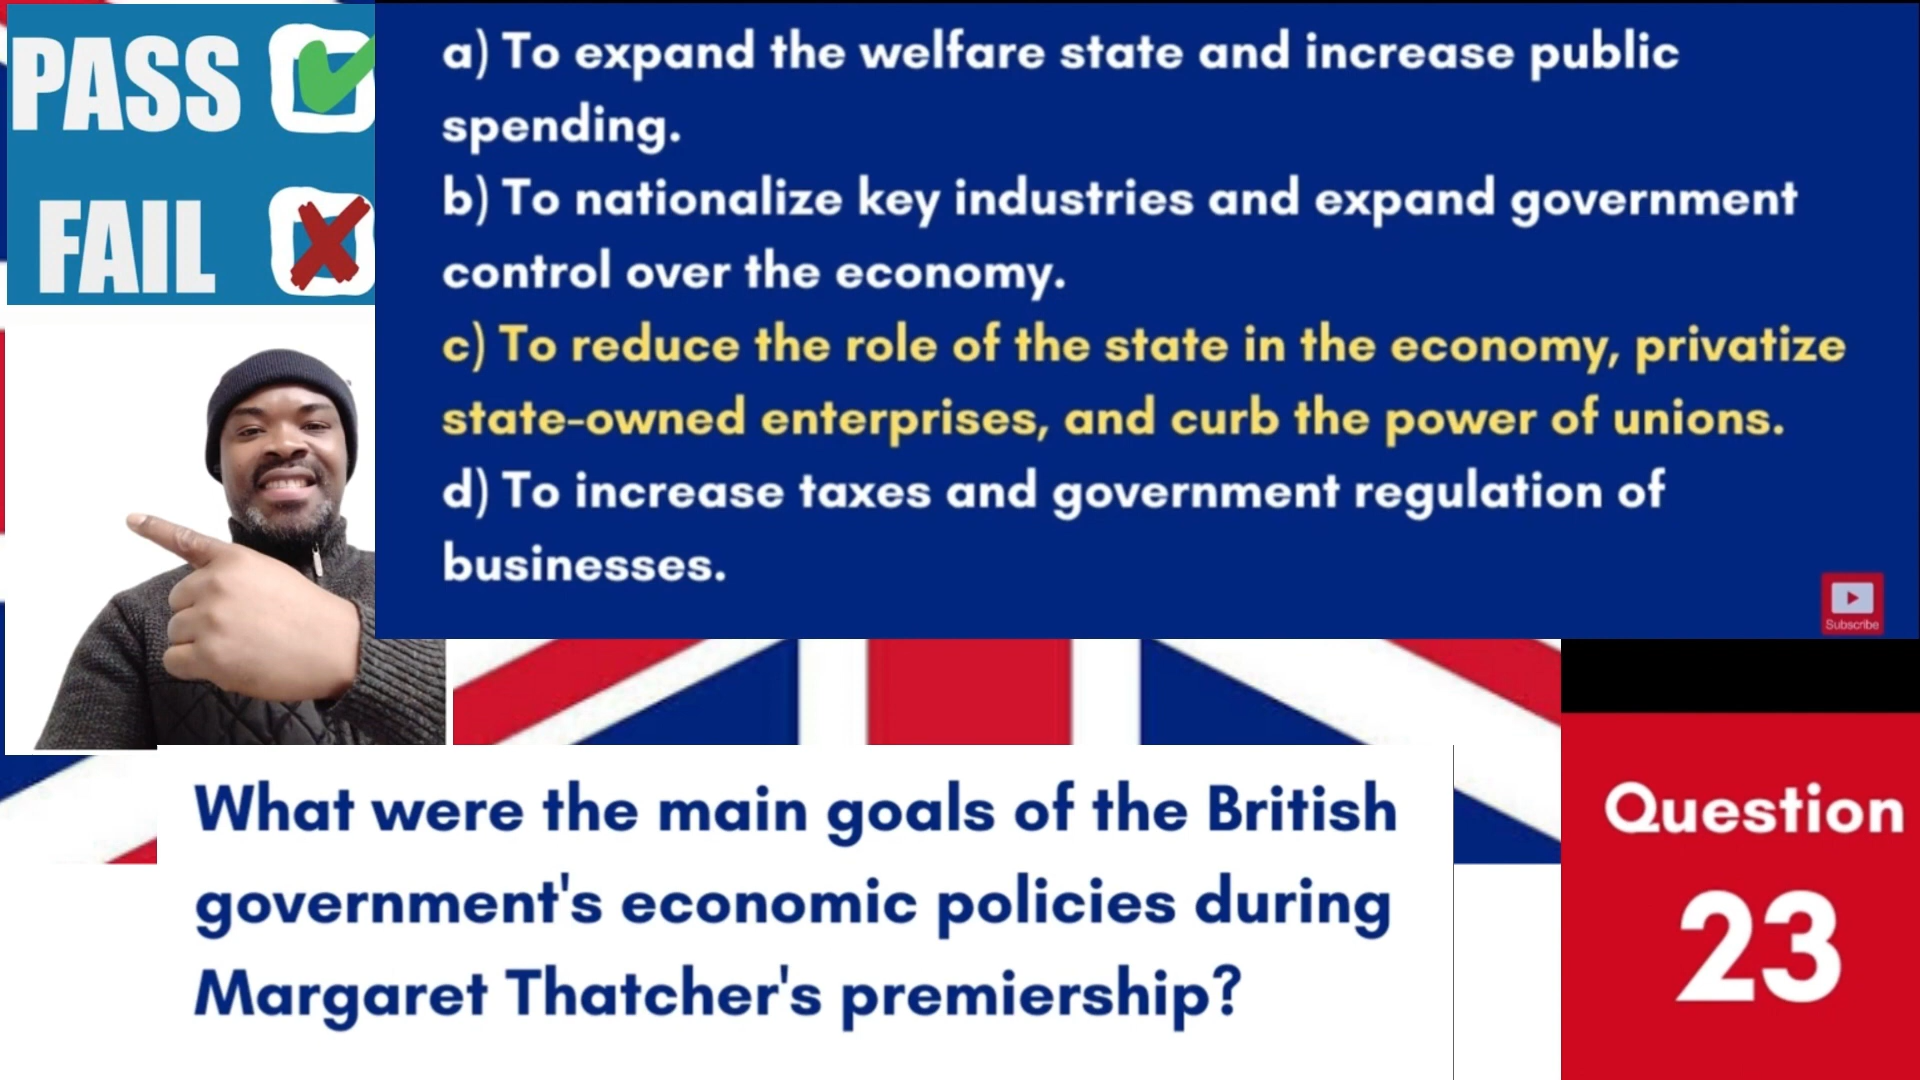 PASS
FAIL
a) To expand the welfare state and increase public
spending.
b) To nationalize key industries and expand government
control over the economy.
c) To reduce the role of the state in the economy, privatize
state-owned enterprises, and curb the power of unions.
d) To increase taxes and government regulation of
businesses.
Subscribe
What were the main goals of the British
government's economic policies during
Margaret Thatcher's premiership?
Question
23